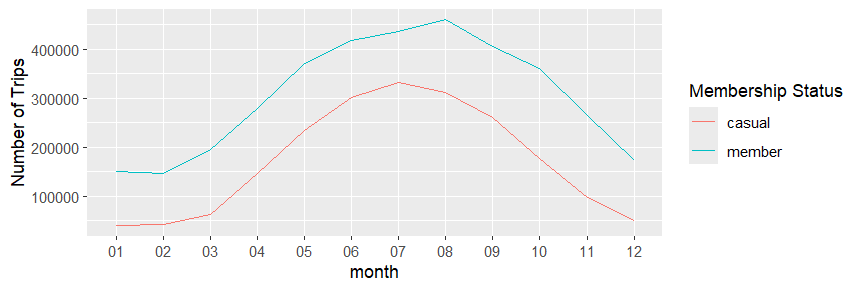 Number of Trips
400000
300000
200000
100000
01 02 03 04 05 06 07 08 09 10 11 12
month
Membership Status
casual
member